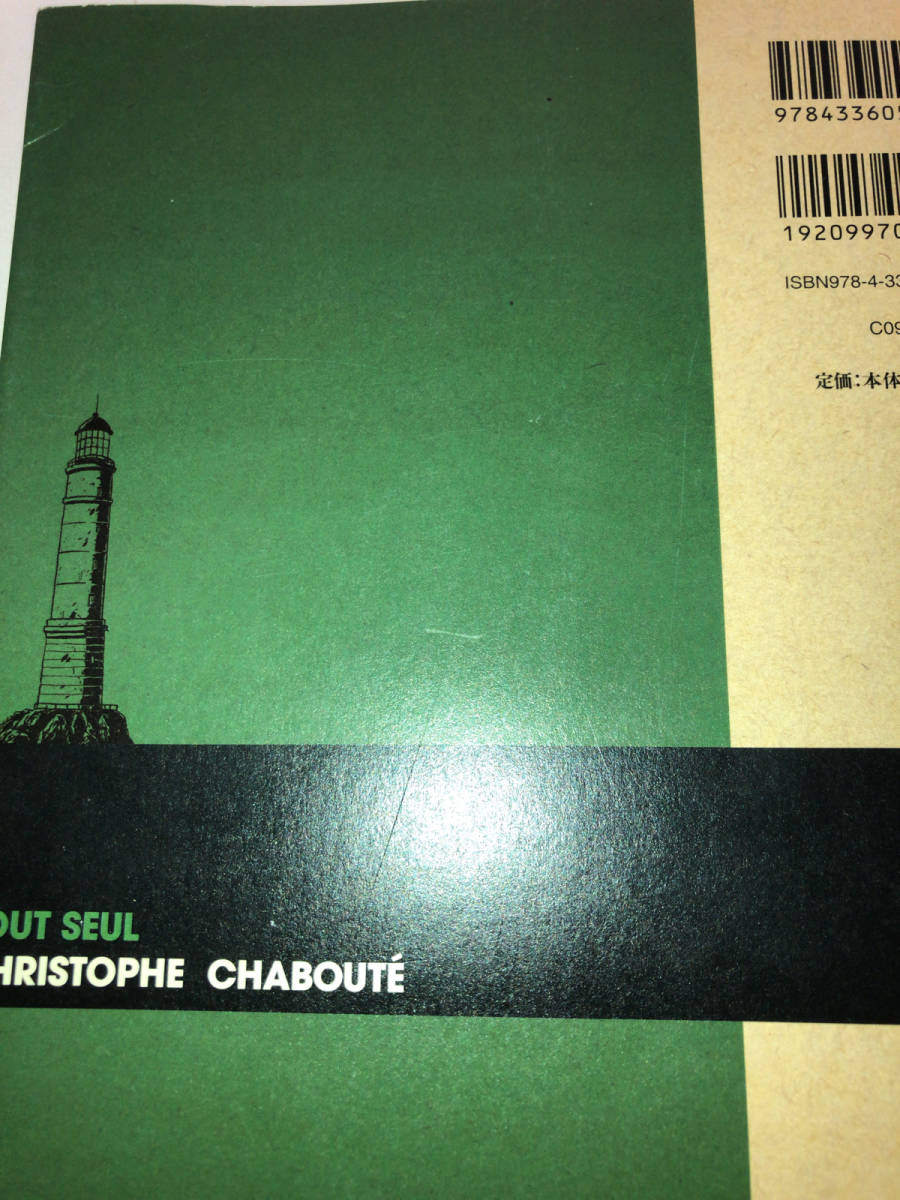 978433605
19209970
ISBN978-4-33
C09
定価：本体
OUT SEUL
HRISTOPHE CHABOUTÉ